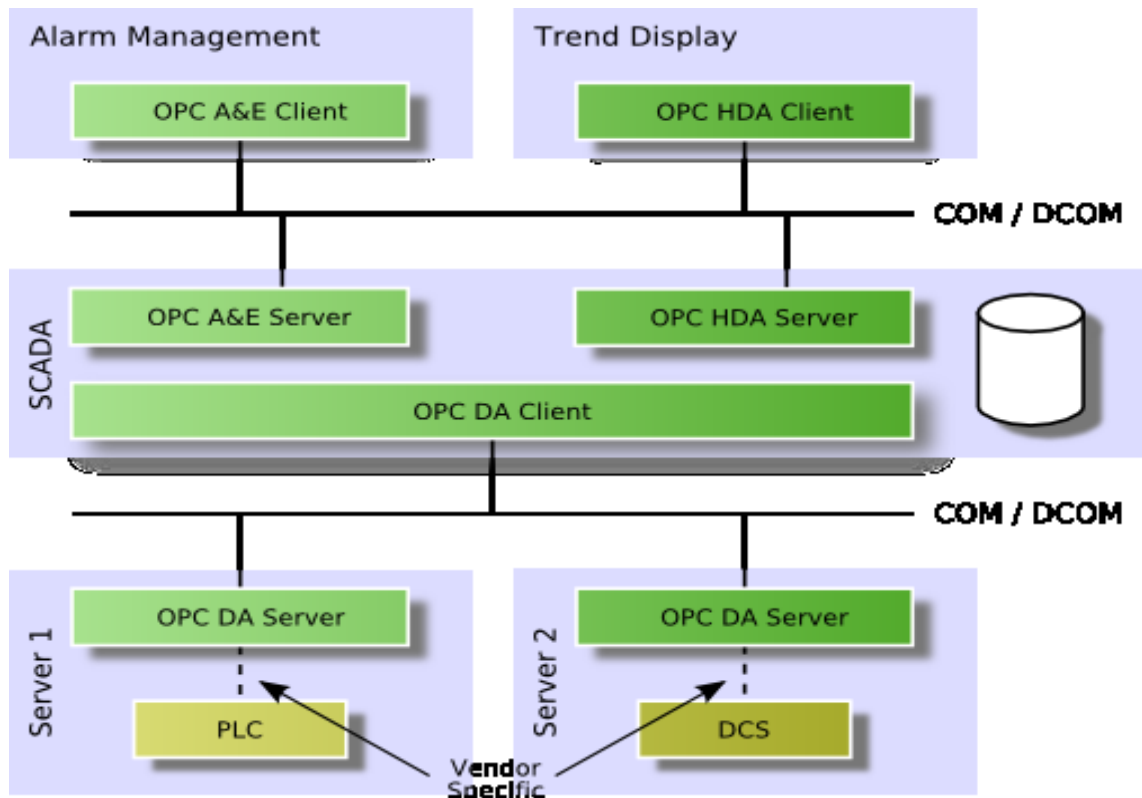 Alarm Management
Trend Display
OPC A&E Client
OPC HDA Client
COM / DCOM
SCADA
OPC A&E Server
OPC HDA Server
OPC DA Client
COM / DCOM
Server 1
OPC DA Server
PLC
Server 2
OPC DA Server
DCS
Vendor
Specific